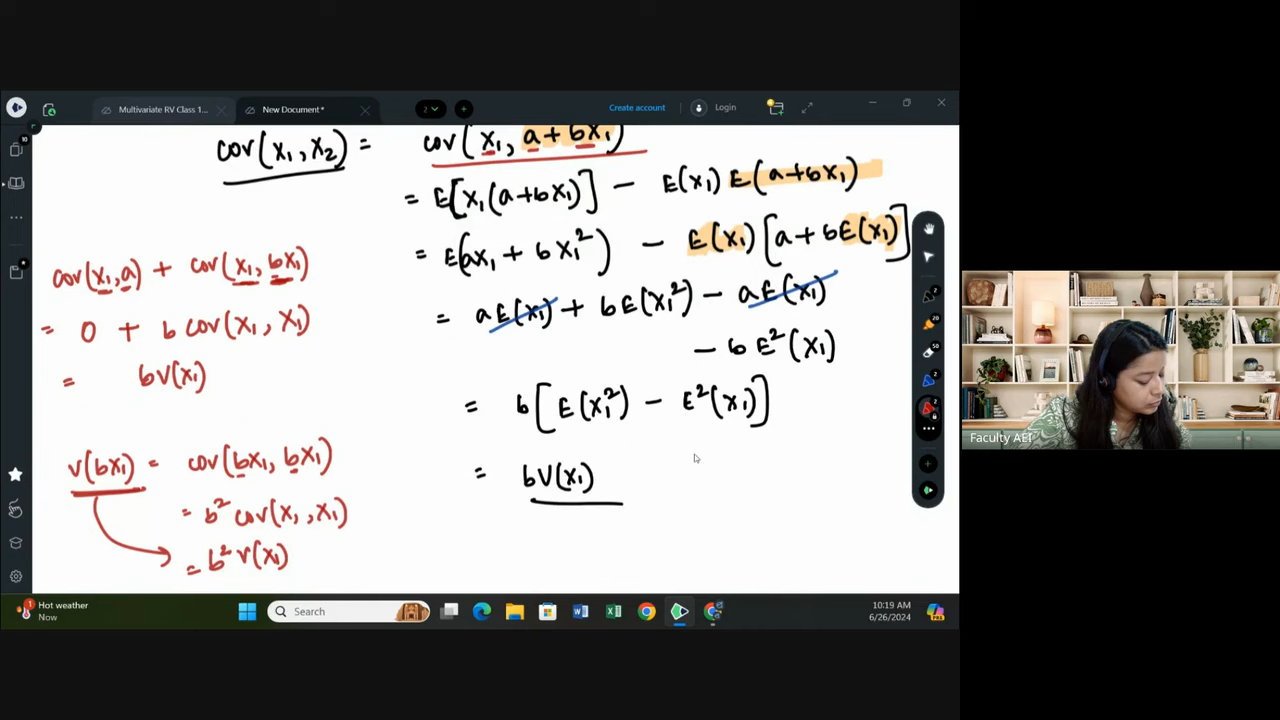 Multivariate RV Class 1...
New Document*
2
Create account
Login
cov(x₁, x₂) = cov(x₁, a + bx₁)
= E[x₁(a+bx₁)] - E(x₁) E(a+bx₁)
= E(ax₁ + bx₁²) - E(x₁)[a + bE(x₁)]
= aE(x₁) + bE(x₁²) - aE(x₁)
- bE²(x₁)
= b[E(x₁²) - E²(x₁)]
= bV(x₁)
cov(x₁,a) + cov(x₁, bx₁)
= 0 + b cov(x₁, x₁)
= bV(x₁)
V(bx₁) = cov(bx₁, bx₁)
= b² cov(x₁, x₁)
= b² V(x₁)
Faculty AEI
Hot weather
Now
Search
10:19 AM
6/26/2024